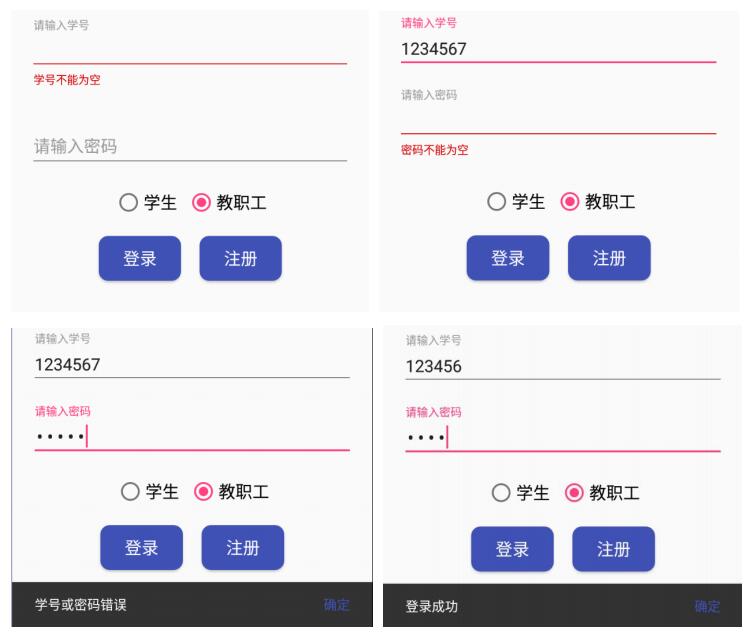 请输入学号
学号不能为空
请输入密码
学生 教职工
登录 注册
请输入学号
1234567
请输入密码
密码不能为空
学生 教职工
登录 注册
请输入学号
1234567
请输入密码
•••••
学生 教职工
登录 注册
学号或密码错误 确定
请输入学号
123456
请输入密码
••••
学生 教职工
登录 注册
登录成功 确定